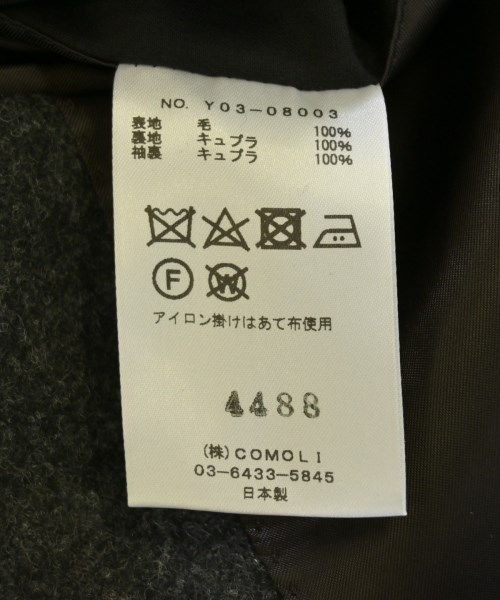 NO. Y03-08003
表地 毛 100%
裏地 キュプラ 100%
袖裏 キュプラ 100%
F W
アイロン掛けはあて布使用
4488
(株)COMOLI
03-6433-5845
日本製